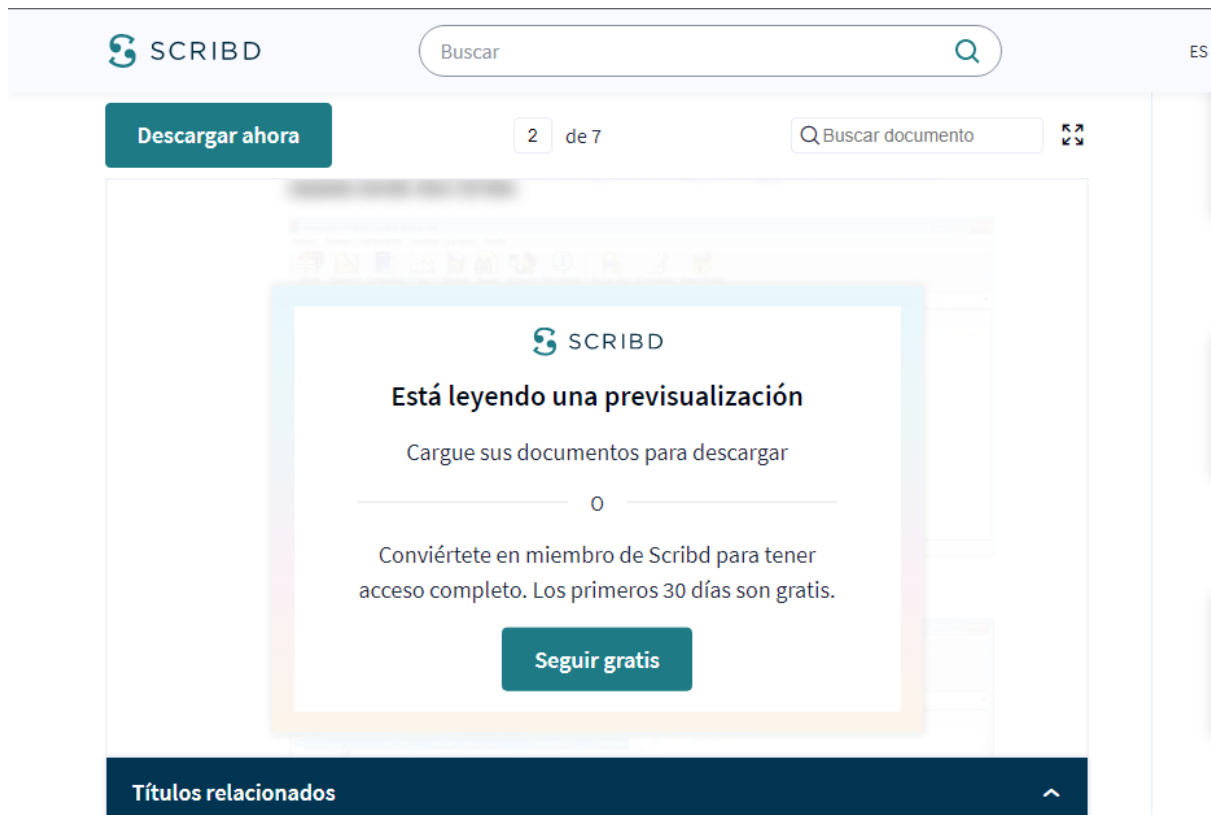 SCRIBD
Buscar
ES
Descargar ahora
2 de 7
Buscar documento
SCRIBD
Está leyendo una previsualización
Cargue sus documentos para descargar
O
Conviértete en miembro de Scribd para tener
acceso completo. Los primeros 30 días son gratis.
Seguir gratis
Títulos relacionados